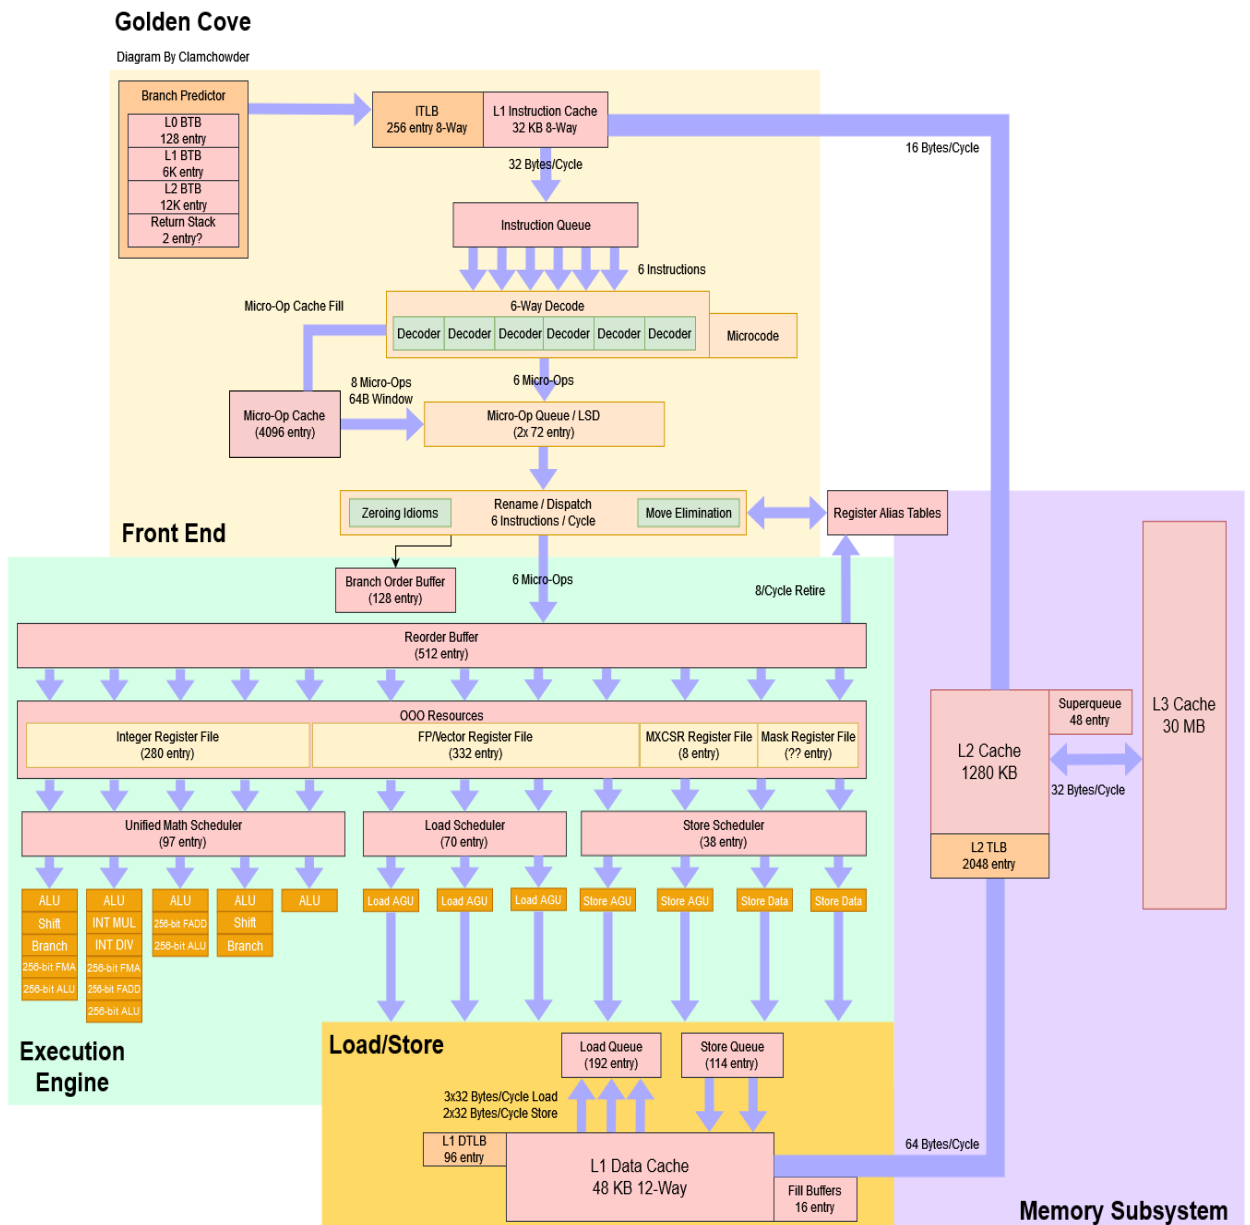 Golden Cove
Diagram By Clamchowder
Branch Predictor
L0 BTB
128 entry
L1 BTB
6K entry
L2 BTB
12K entry
Return Stack
2 entry?
ITLB
256 entry 8-Way
L1 Instruction Cache
32 KB 8-Way
16 Bytes/Cycle
32 Bytes/Cycle
Instruction Queue
6 Instructions
Micro-Op Cache Fill
6-Way Decode
Decoder
Decoder
Decoder
Decoder
Decoder
Decoder
Microcode
8 Micro-Ops
64B Window
6 Micro-Ops
Micro-Op Cache
(4096 entry)
Micro-Op Queue / LSD
(2x 72 entry)
Zeroing Idioms
Rename / Dispatch
6 Instructions / Cycle
Move Elimination
Register Alias Tables
Front End
Branch Order Buffer
(128 entry)
6 Micro-Ops
8/Cycle Retire
Reorder Buffer
(512 entry)
OOO Resources
Integer Register File
(280 entry)
FP/Vector Register File
(332 entry)
MXCSR Register File
(8 entry)
Mask Register File
(?? entry)
Unified Math Scheduler
(97 entry)
Load Scheduler
(70 entry)
Store Scheduler
(38 entry)
ALU
Shift
Branch
256-bit FMA
256-bit ALU
ALU
INT MUL
INT DIV
256-bit FMA
256-bit FADD
256-bit ALU
ALU
256-bit FADD
256-bit ALU
ALU
Shift
Branch
ALU
Load AGU
Load AGU
Load AGU
Store AGU
Store AGU
Store Data
Store Data
Execution
Engine
Load/Store
Load Queue
(192 entry)
Store Queue
(114 entry)
3x32 Bytes/Cycle Load
2x32 Bytes/Cycle Store
L1 DTLB
96 entry
L1 Data Cache
48 KB 12-Way
Fill Buffers
16 entry
64 Bytes/Cycle
L2 Cache
1280 KB
Superqueue
48 entry
32 Bytes/Cycle
L2 TLB
2048 entry
L3 Cache
30 MB
Memory Subsystem